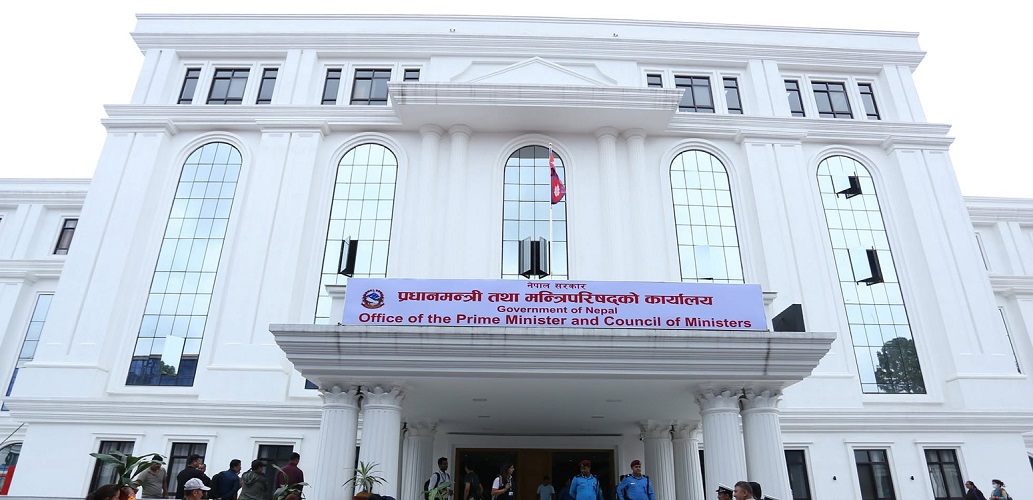 नेपाल सरकार
प्रधानमन्त्री तथा मन्त्रिपरिषद्को कार्यालय
Government of Nepal
Office of the Prime Minister and Council of Ministers